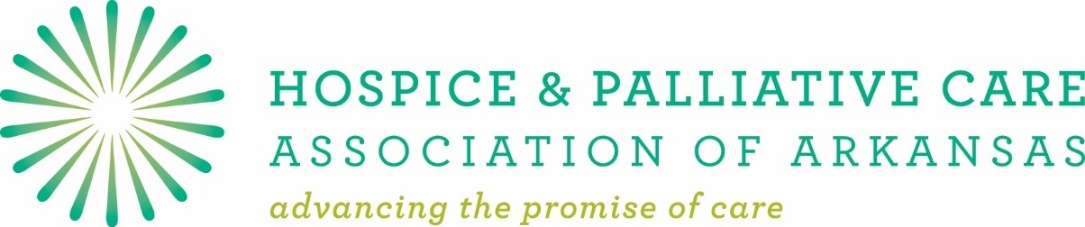 HOSPICE & PALLIATIVE CARE
ASSOCIATION OF ARKANSAS
advancing the promise of care